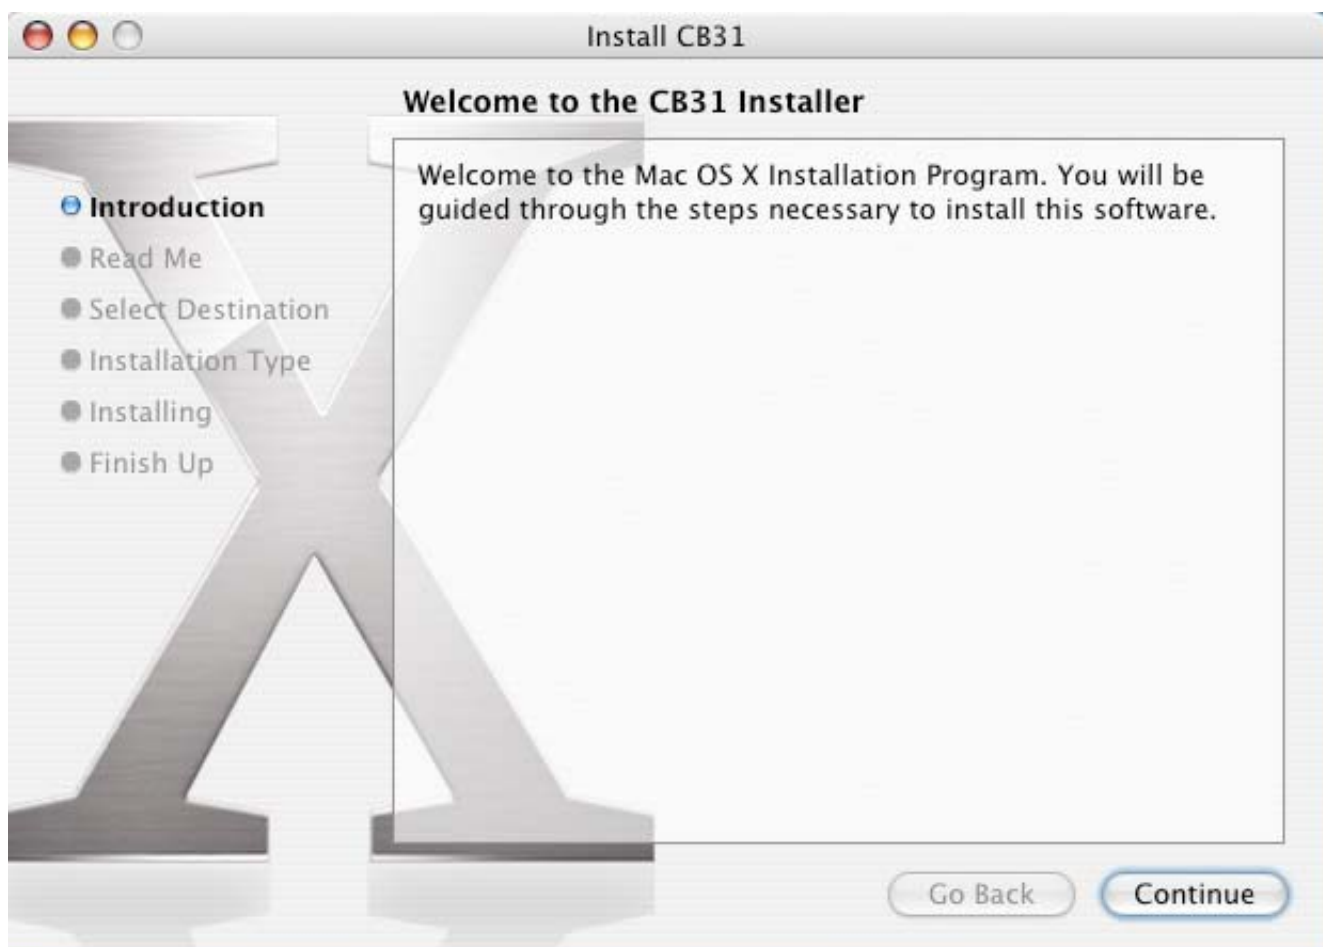 Install CB31
Welcome to the CB31 Installer
Introduction
Read Me
Select Destination
Installation Type
Installing
Finish Up
Welcome to the Mac OS X Installation Program. You will be
guided through the steps necessary to install this software.
Go Back
Continue